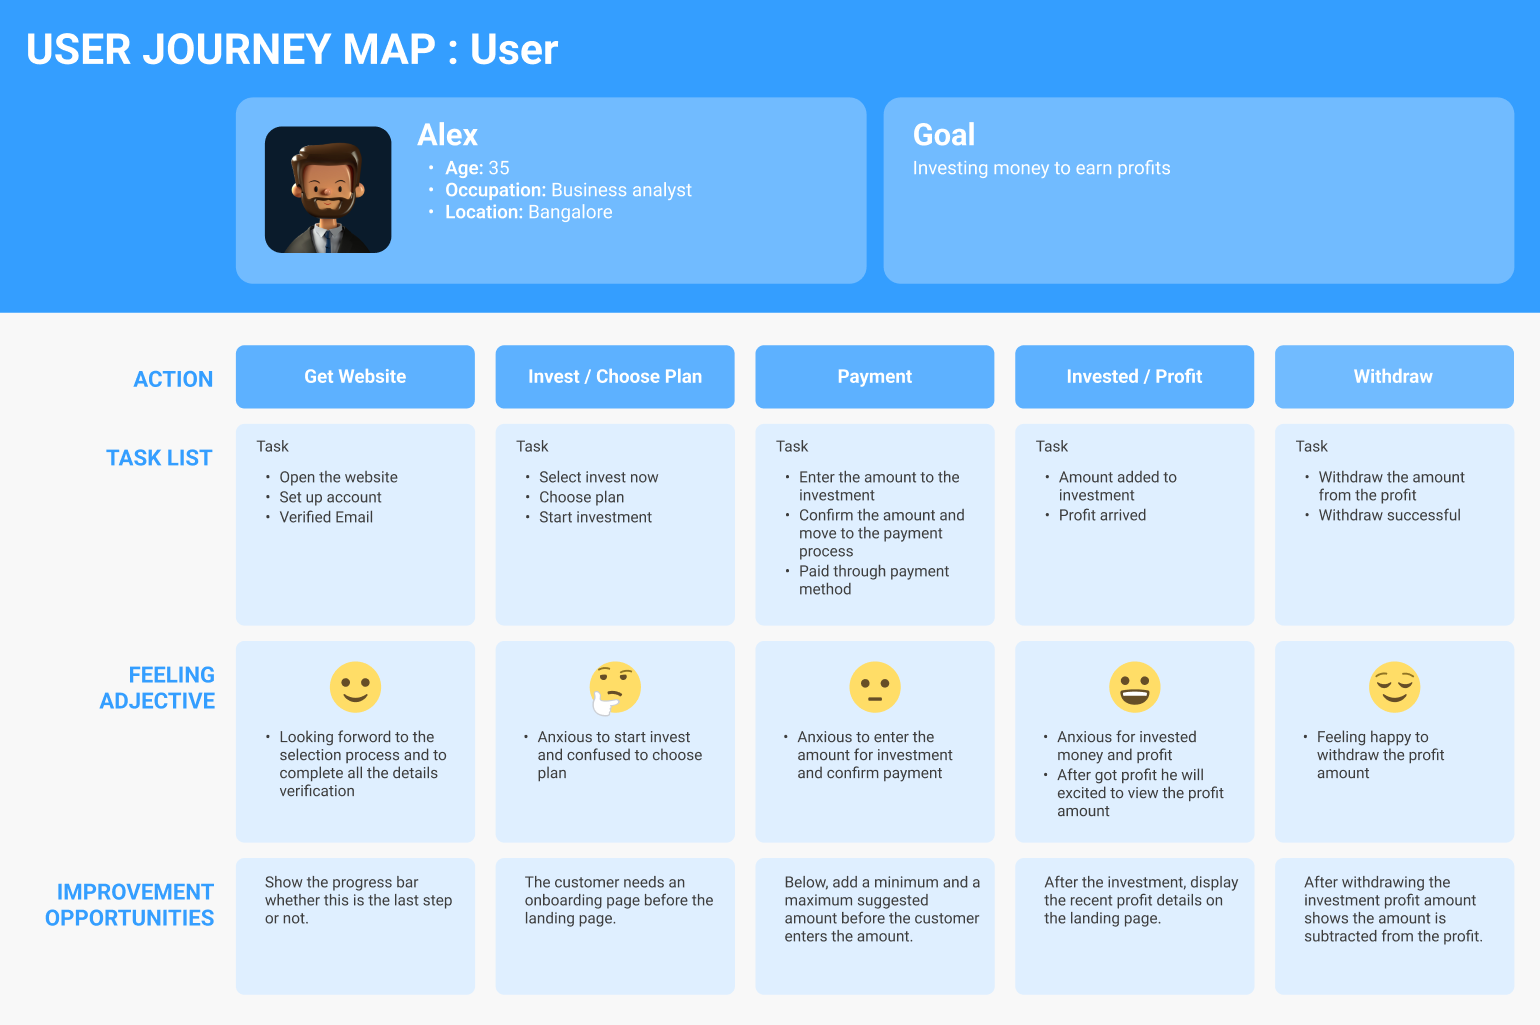 USER JOURNEY MAP : User
Alex
• Age: 35
• Occupation: Business analyst
• Location: Bangalore
Goal
Investing money to earn profits
ACTION
Get Website
Invest / Choose Plan
Payment
Invested / Profit
Withdraw
TASK LIST
Task
• Open the website
• Set up account
• Verified Email
Task
• Select invest now
• Choose plan
• Start investment
Task
• Enter the amount to the
investment
• Confirm the amount and
move to the payment
process
• Paid through payment
method
Task
• Amount added to
investment
• Profit arrived
Task
• Withdraw the amount
from the profit
• Withdraw successful
FEELING
ADJECTIVE
• Looking forword to the
selection process and to
complete all the details
verification
• Anxious to start invest
and confused to choose
plan
• Anxious to enter the
amount for investment
and confirm payment
• Anxious for invested
money and profit
• After got profit he will
excited to view the profit
amount
• Feeling happy to
withdraw the profit
amount
IMPROVEMENT
OPPORTUNITIES
Show the progress bar
whether this is the last step
or not.
The customer needs an
onboarding page before the
landing page.
Below, add a minimum and a
maximum suggested
amount before the customer
enters the amount.
After the investment, display
the recent profit details on
the landing page.
After withdrawing the
investment profit amount
shows the amount is
subtracted from the profit.